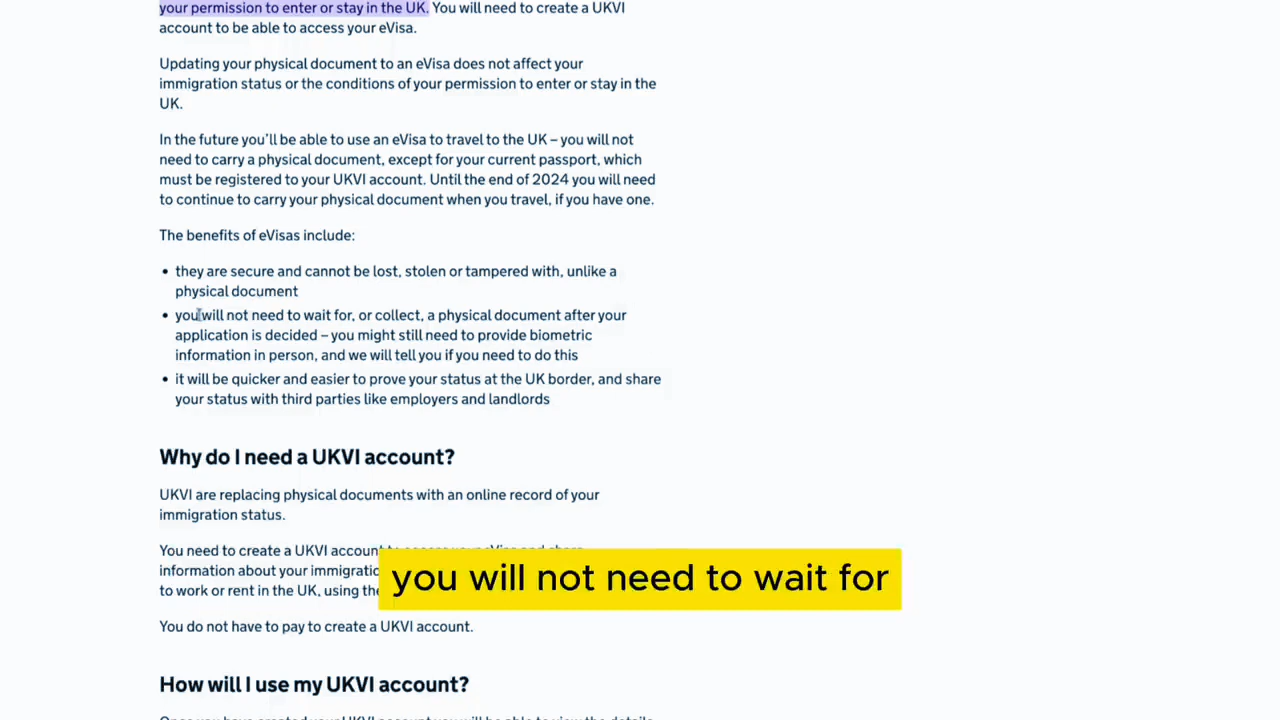 your permission to enter or stay in the UK. You will need to create a UKVI
account to be able to access your eVisa.
Updating your physical document to an eVisa does not affect your
immigration status or the conditions of your permission to enter or stay in the
UK.
In the future you'll be able to use an eVisa to travel to the UK – you will not
need to carry a physical document, except for your current passport, which
must be registered to your UKVI account. Until the end of 2024 you will need
to continue to carry your physical document when you travel, if you have one.
The benefits of eVisas include:
• they are secure and cannot be lost, stolen or tampered with, unlike a
physical document
• you will not need to wait for, or collect, a physical document after your
application is decided – you might still need to provide biometric
information in person, and we will tell you if you need to do this
• it will be quicker and easier to prove your status at the UK border, and share
your status with third parties like employers and landlords
Why do I need a UKVI account?
UKVI are replacing physical documents with an online record of your
immigration status.
You need to create a UKVI account
information about your
to work or rent in the UK, using
You do not have to pay to create a UKVI account.
you will not need to wait for
How will I use my UKVI account?